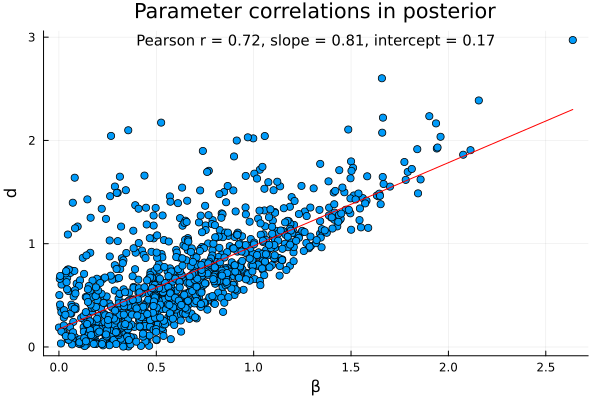 Parameter correlations in posterior
Pearson r = 0.72, slope = 0.81, intercept = 0.17
3
2
1
0
d
0.0 0.5 1.0 1.5 2.0 2.5
β